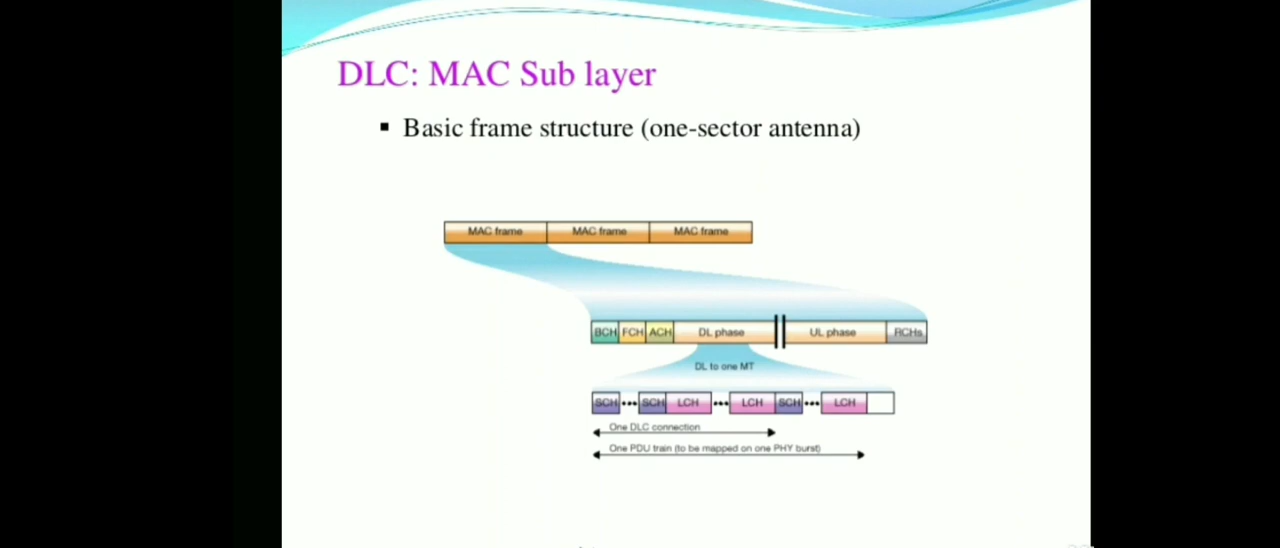 DLC: MAC Sub layer
▪ Basic frame structure (one-sector antenna)
MAC frame MAC frame MAC frame
BCH FCH ACH DL phase UL phase RCHs
DL to one MT
SCH ••• SCH LCH ••• LCH SCH ••• LCH
One DLC connection
One PDU train (to be mapped on one PHY burst)